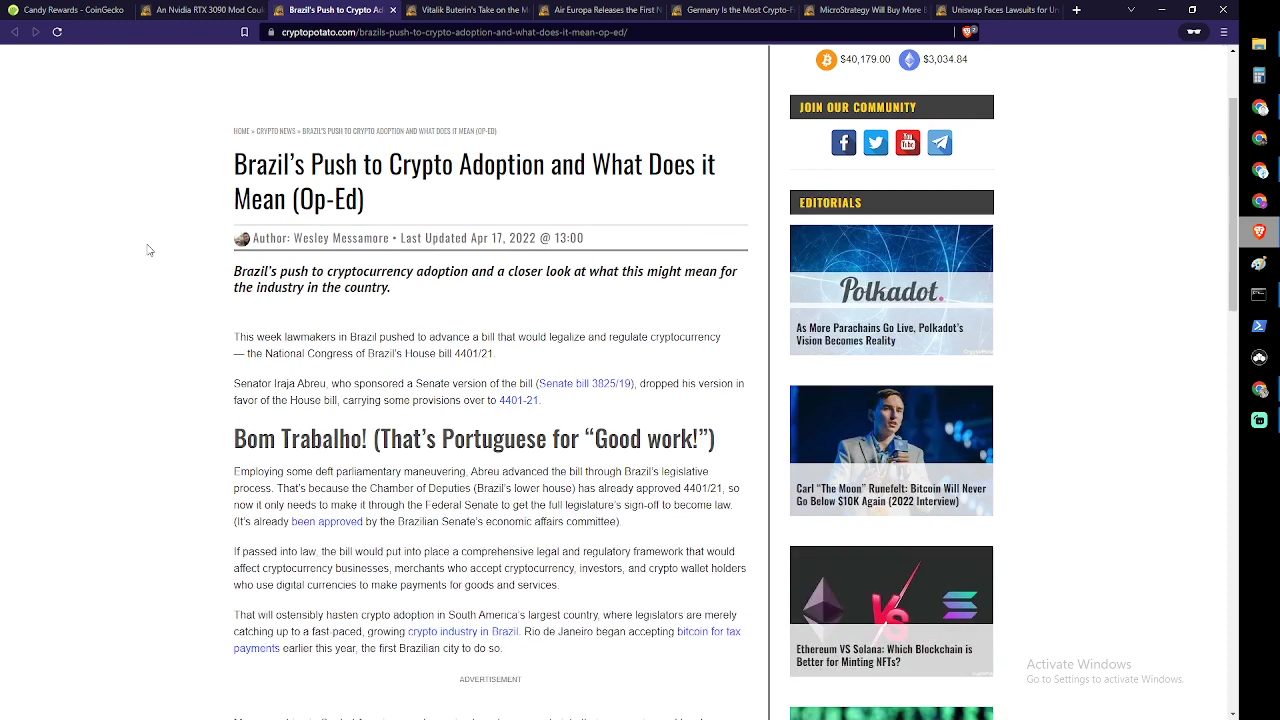 Candy Rewards - CoinGecko
An Nvidia RTX 3090 Mod Coul
Brazil's Push to Crypto Adopt
Vitalik Buterin's Take on the M
Air Europa Releases the First N
Germany Is the Most Crypto-F
MicroStrategy Will Buy More B
Uniswap Faces Lawsuits for Un
cryptopotato.com/brazils-push-to-crypto-adoption-and-what-does-it-mean-op-ed/
2
$40,179.00
$3,034.84
JOIN OUR COMMUNITY
You
Tube
HOME » CRYPTO NEWS » BRAZIL'S PUSH TO CRYPTO ADOPTION AND WHAT DOES IT MEAN (OP-ED)
Brazil's Push to Crypto Adoption and What Does it
Mean (Op-Ed)
Author: Wesley Messamore • Last Updated Apr 17, 2022 @ 13:00
Brazil's push to cryptocurrency adoption and a closer look at what this might mean for
the industry in the country.
This week lawmakers in Brazil pushed to advance a bill that would legalize and regulate cryptocurrency
— the National Congress of Brazil's House bill 4401/21.
Senator Iraja Abreu, who sponsored a Senate version of the bill (Senate bill 3825/19), dropped his version in
favor of the House bill, carrying some provisions over to 4401-21.
Bom Trabalho! (That's Portuguese for "Good work!")
Employing some deft parliamentary maneuvering, Abreu advanced the bill through Brazil's legislative
process. That's because the Chamber of Deputies (Brazil's lower house) has already approved 4401/21, so
now it only needs to make it through the Federal Senate to get the full legislature's sign-off to become law.
(It's already been approved by the Brazilian Senate's economic affairs committee).
If passed into law, the bill would put into place a comprehensive legal and regulatory framework that would
affect cryptocurrency businesses, merchants who accept cryptocurrency, investors, and crypto wallet holders
who use digital currencies to make payments for goods and services.
That will ostensibly hasten crypto adoption in South America's largest country, where legislators are merely
catching up to a fast-paced, growing crypto industry in Brazil. Rio de Janeiro began accepting bitcoin for tax
payments earlier this year, the first Brazilian city to do so.
ADVERTISEMENT
EDITORIALS
Polkadot.
As More Parachains Go Live, Polkadot's
Vision Becomes Reality
Carl "The Moon" Runefelt: Bitcoin Will Never
Go Below $10K Again (2022 Interview)
VS
Ethereum VS Solana: Which Blockchain is
Better for Minting NFTs?
Activate Windows
Go to Settings to activate Windows.